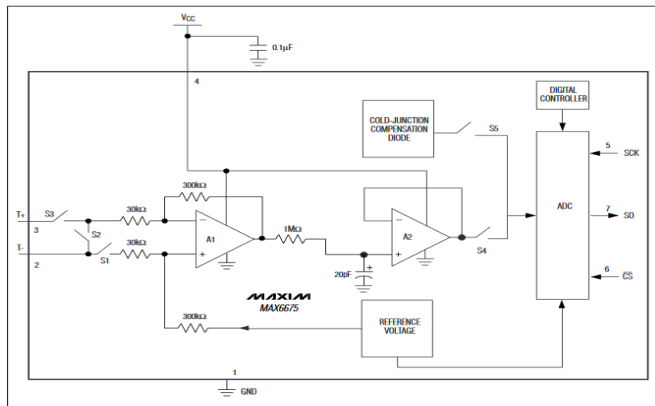 VCC
0.1µF
4
DIGITAL
CONTROLLER
COLD-JUNCTION
COMPENSATION
DIODE
S5
300kΩ
5
SCK
T+
S3
30kΩ
ADC
3
S2
A1
1MΩ
A2
7
SO
30kΩ
T-
S4
2
S1
20pF
6
CS
MAXIM
MAX6675
300kΩ
REFERENCE
VOLTAGE
1
GND